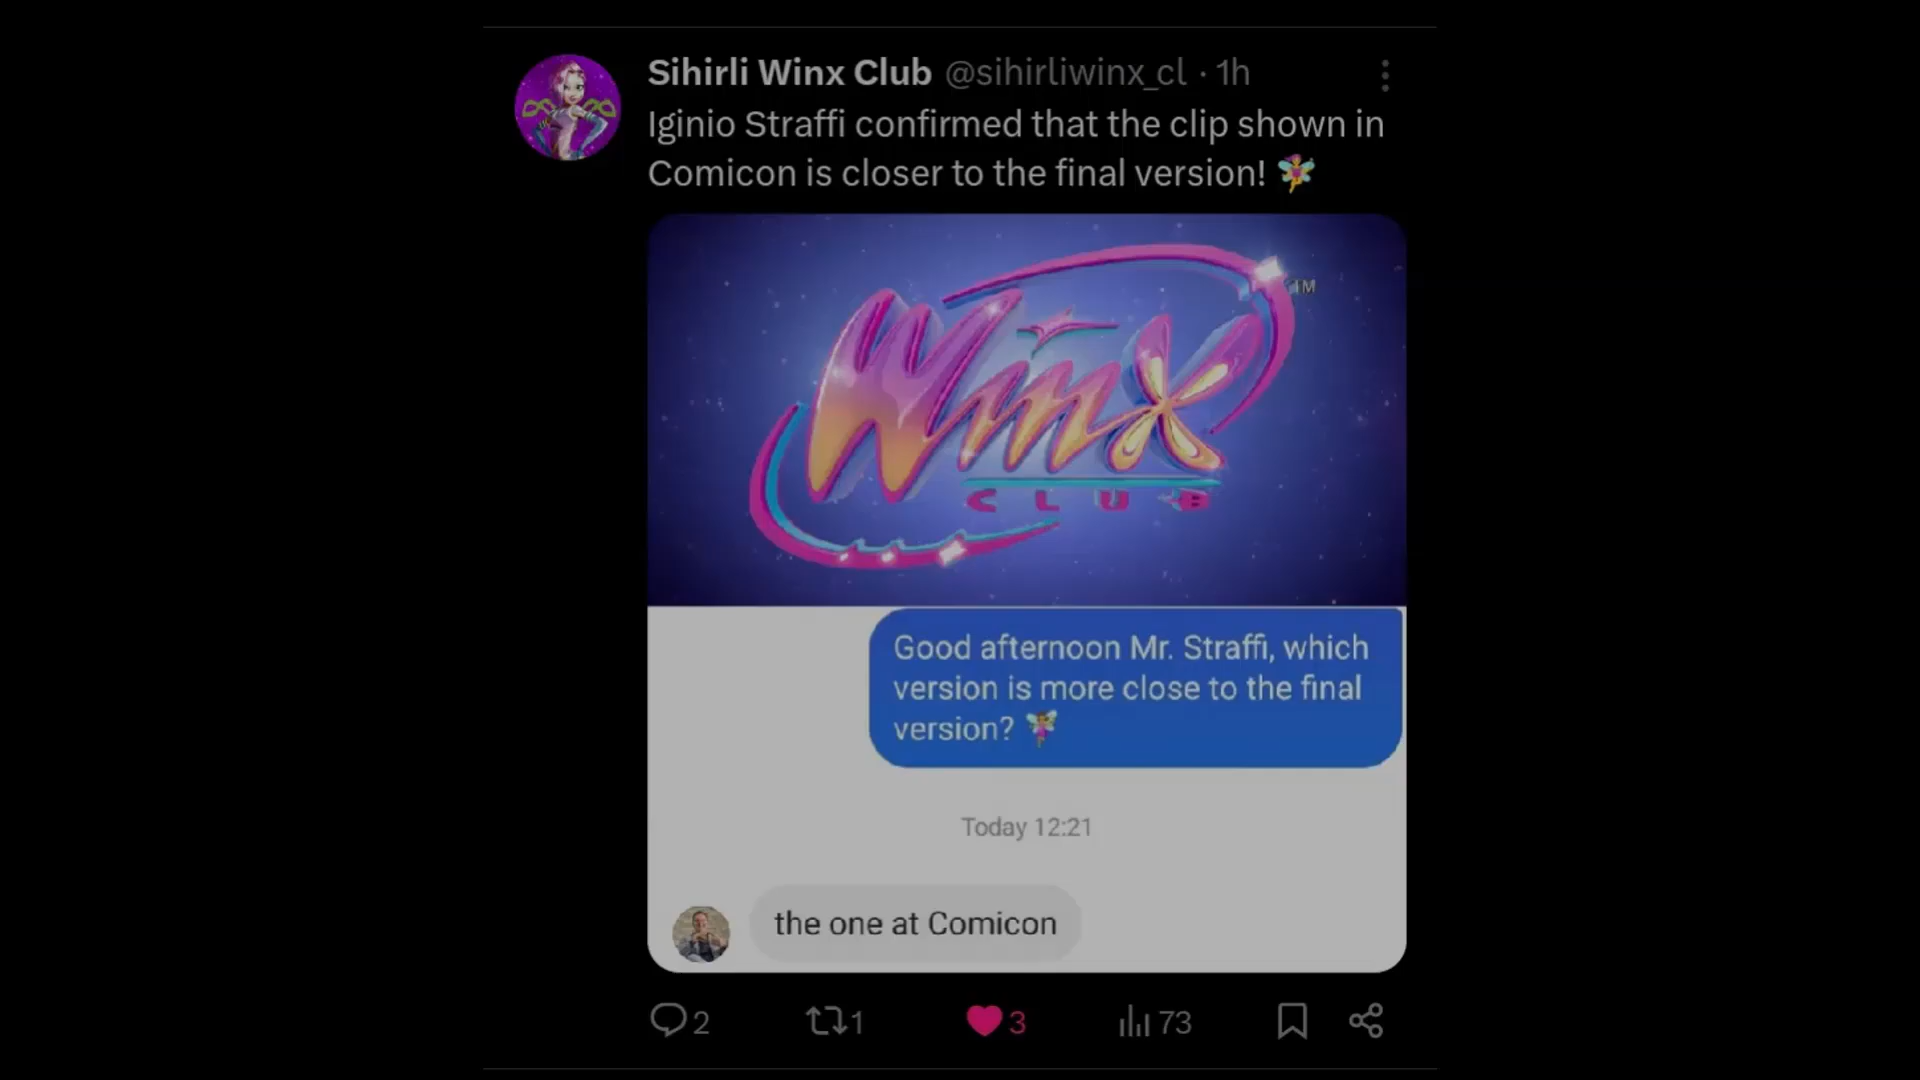 Sihirli Winx Club @sihirliwinx_cl · 1h
Iginio Straffi confirmed that the clip shown in
Comicon is closer to the final version! 🧚
Winx
TM
CLUB
Good afternoon Mr. Straffi, which
version is more close to the final
version? 🧚
Today 12:21
the one at Comicon
2 1 3 73